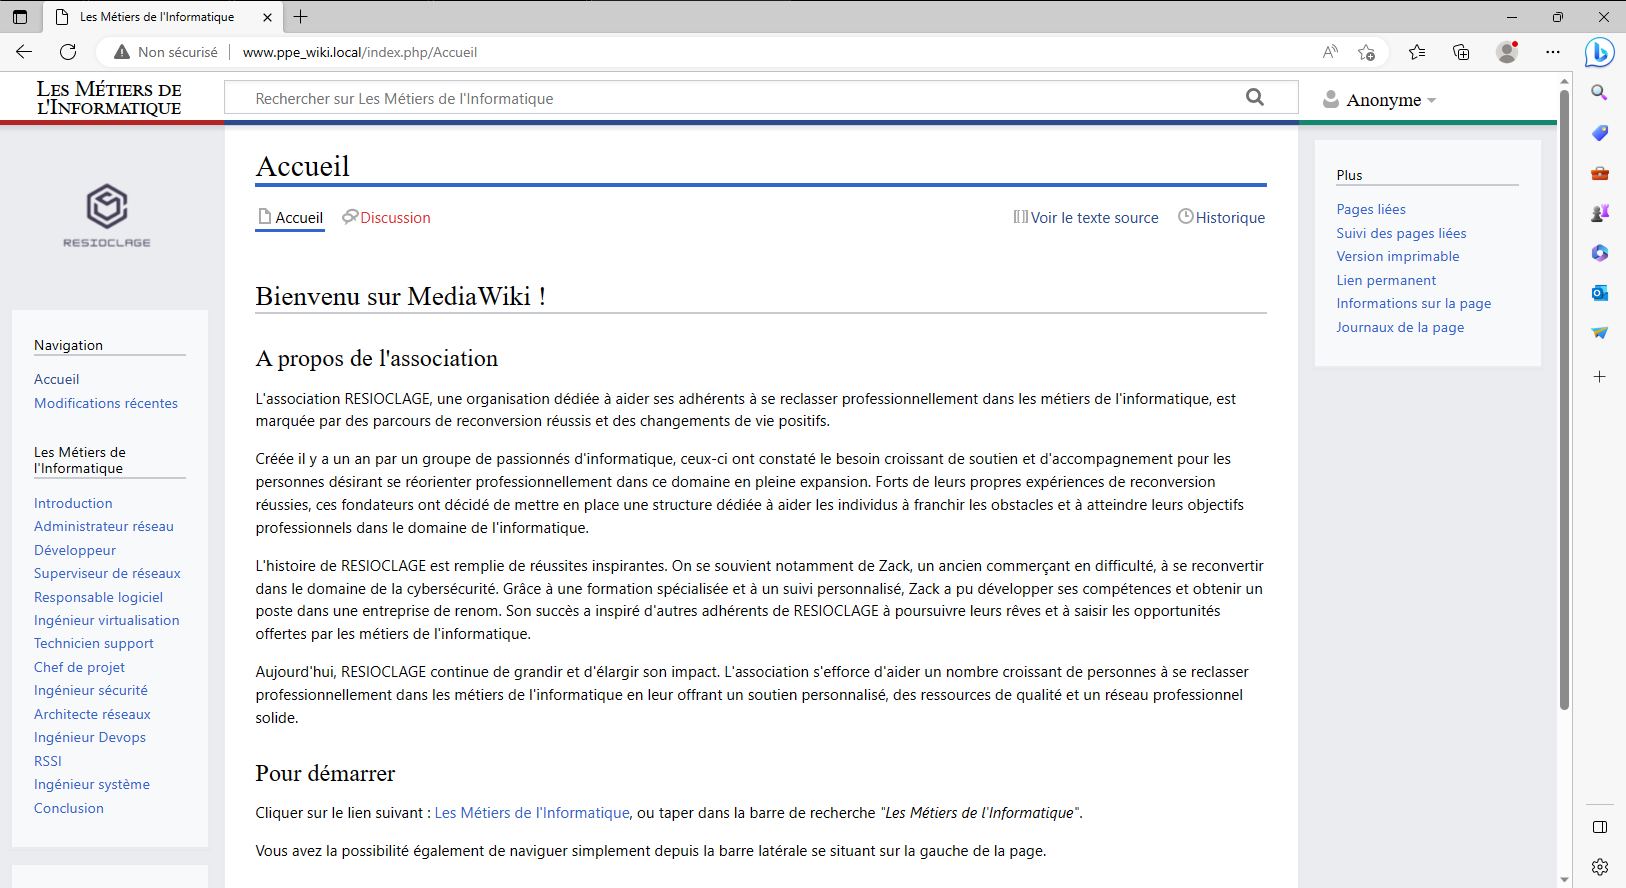 Les Métiers de l'Informatique
Non sécurisé
www.ppe_wiki.local/index.php/Accueil
Les Métiers de
l'Informatique
Rechercher sur Les Métiers de l'Informatique
Anonyme
RESIOCLAGE
Navigation
Accueil
Modifications récentes
Les Métiers de
l'Informatique
Introduction
Administrateur réseau
Développeur
Superviseur de réseaux
Responsable logiciel
Ingénieur virtualisation
Technicien support
Chef de projet
Ingénieur sécurité
Architecte réseaux
Ingénieur Devops
RSSI
Ingénieur système
Conclusion
Accueil
Accueil
Discussion
Voir le texte source
Historique
Bienvenu sur MediaWiki !
A propos de l'association
L'association RESIOCLAGE, une organisation dédiée à aider ses adhérents à se reclasser professionnellement dans les métiers de l'informatique, est
marquée par des parcours de reconversion réussis et des changements de vie positifs.
Créée il y a un an par un groupe de passionnés d'informatique, ceux-ci ont constaté le besoin croissant de soutien et d'accompagnement pour les
personnes désirant se réorienter professionnellement dans ce domaine en pleine expansion. Forts de leurs propres expériences de reconversion
réussies, ces fondateurs ont décidé de mettre en place une structure dédiée à aider les individus à franchir les obstacles et à atteindre leurs objectifs
professionnels dans le domaine de l'informatique.
L'histoire de RESIOCLAGE est remplie de réussites inspirantes. On se souvient notamment de Zack, un ancien commerçant en difficulté, à se reconvertir
dans le domaine de la cybersécurité. Grâce à une formation spécialisée et à un suivi personnalisé, Zack a pu développer ses compétences et obtenir un
poste dans une entreprise de renom. Son succès a inspiré d'autres adhérents de RESIOCLAGE à poursuivre leurs rêves et à saisir les opportunités
offertes par les métiers de l'informatique.
Aujourd'hui, RESIOCLAGE continue de grandir et d'élargir son impact. L'association s'efforce d'aider un nombre croissant de personnes à se reclasser
professionnellement dans les métiers de l'informatique en leur offrant un soutien personnalisé, des ressources de qualité et un réseau professionnel
solide.
Pour démarrer
Cliquer sur le lien suivant : Les Métiers de l'Informatique, ou taper dans la barre de recherche "Les Métiers de l'Informatique".
Vous avez la possibilité également de naviguer simplement depuis la barre latérale se situant sur la gauche de la page.
Plus
Pages liées
Suivi des pages liées
Version imprimable
Lien permanent
Informations sur la page
Journaux de la page